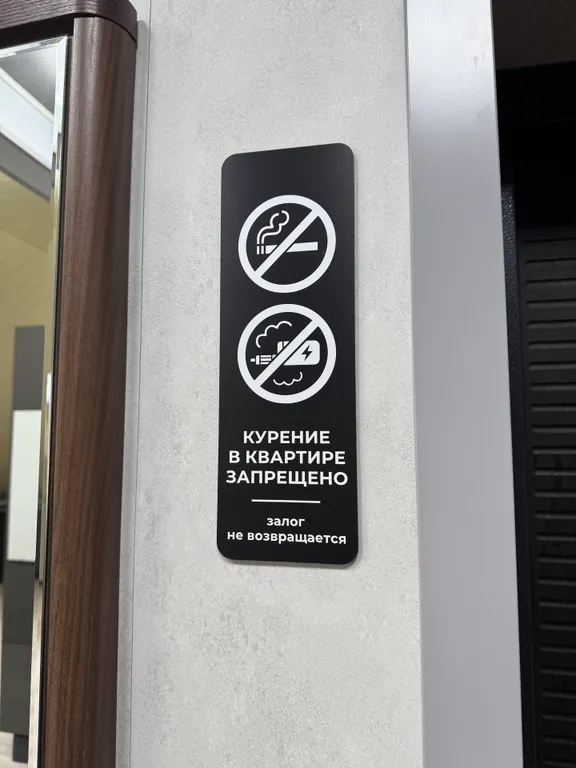 КУРЕНИЕ
В КВАРТИРЕ
ЗАПРЕЩЕНО
залог
не возвращается